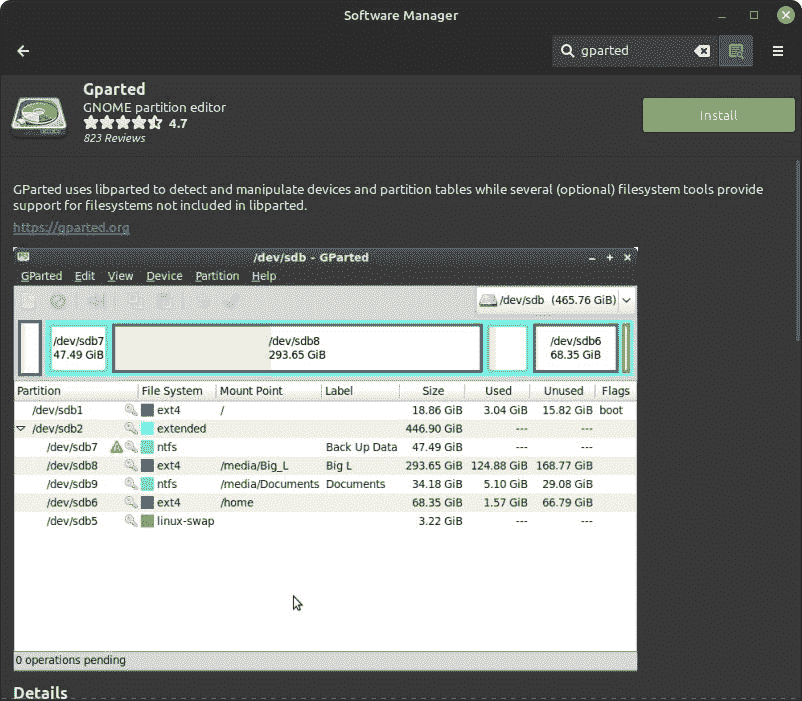 Software Manager
gparted
Gparted
GNOME partition editor
4.7
823 Reviews
Install
GParted uses libparted to detect and manipulate devices and partition tables while several (optional) filesystem tools provide
support for filesystems not included in libparted.
https://gparted.org
/dev/sdb - GParted
GParted Edit View Device Partition Help
/dev/sdb (465.76 GiB)
/dev/sdb7 /dev/sdb8 /dev/sdb6
47.49 GiB 293.65 GiB 68.35 GiB
Partition File System Mount Point Label Size Used Unused Flags
/dev/sdb1 ext4 / 18.86 GiB 3.04 GiB 15.82 GiB boot
/dev/sdb2 extended 446.90 GiB --- ---
/dev/sdb7 ntfs Back Up Data 47.49 GiB --- ---
/dev/sdb8 ext4 /media/Big_L Big L 293.65 GiB 124.88 GiB 168.77 GiB
/dev/sdb9 ntfs /media/Documents Documents 34.18 GiB 5.10 GiB 29.08 GiB
/dev/sdb6 ext4 /home 68.35 GiB 1.57 GiB 66.79 GiB
/dev/sdb5 linux-swap 3.22 GiB --- ---
0 operations pending
Details